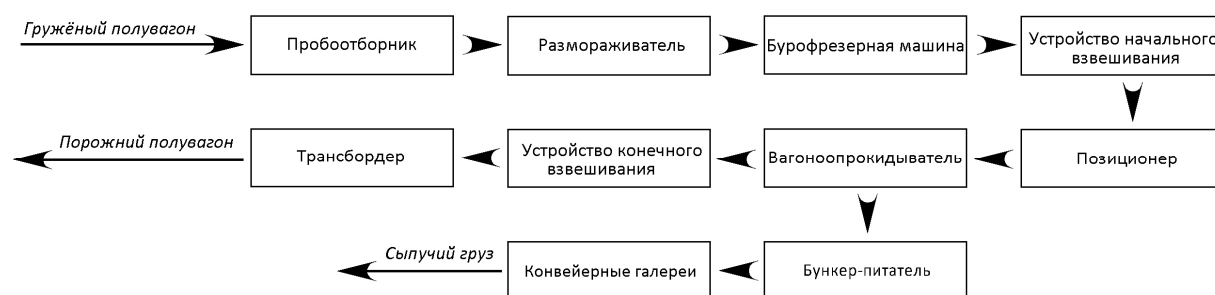 Гружёный полувагон
Пробоотборник
Размораживатель
Бурофрезерная машина
Устройство начального
взвешивания
Порожний полувагон
Трансбордер
Устройство конечного
взвешивания
Вагоноопрокидыватель
Позиционер
Сыпучий груз
Конвейерные галереи
Бункер-питатель